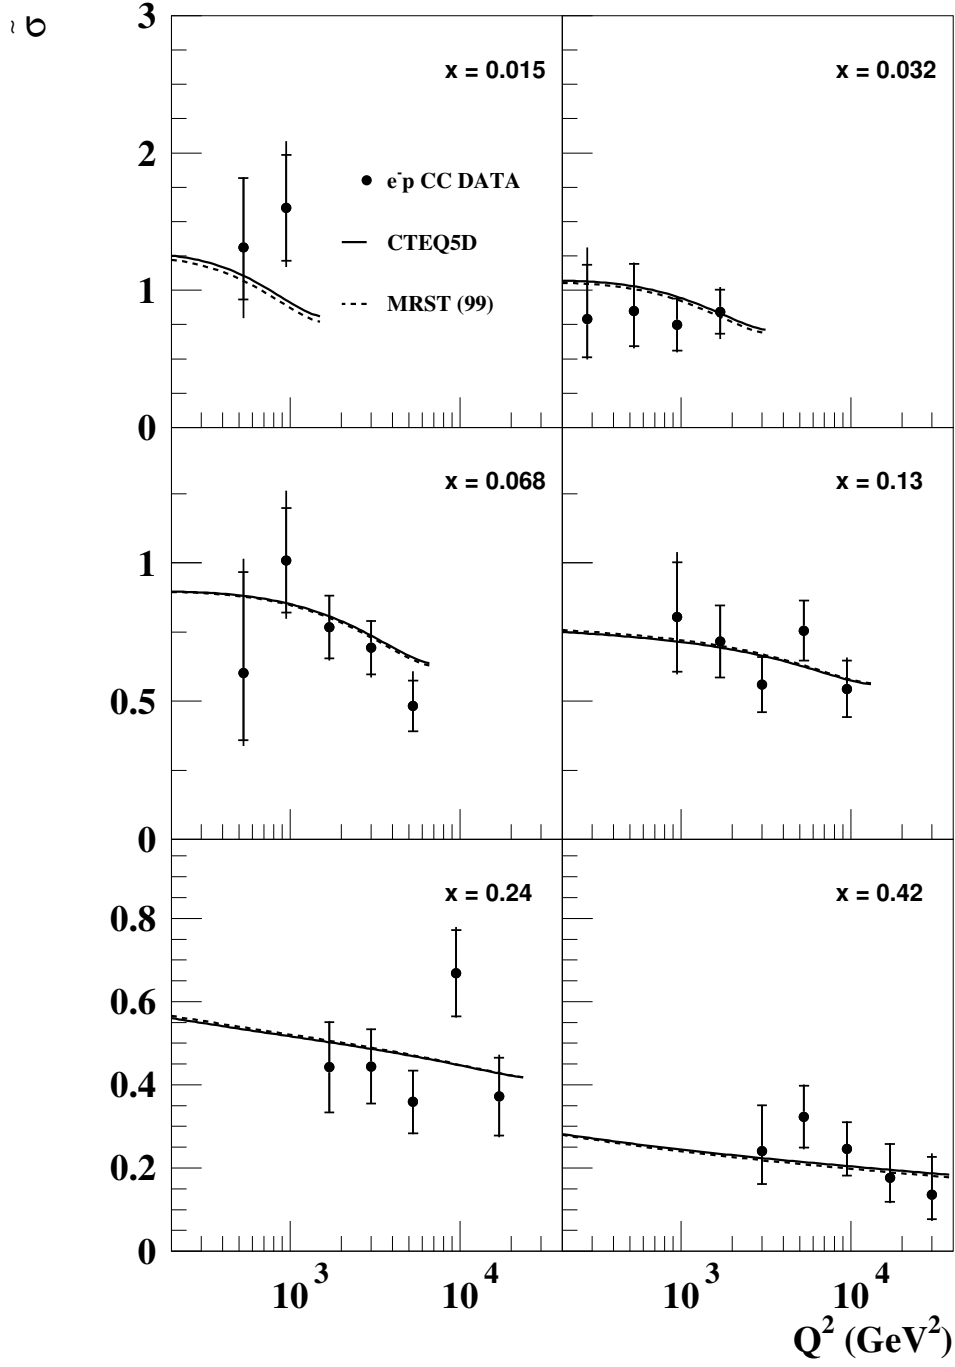 σ̃
3
x = 0.015
x = 0.032
2
e⁻p CC DATA
CTEQ5D
1
MRST (99)
0
x = 0.068
x = 0.13
1
0.5
0
x = 0.24
x = 0.42
0.8
0.6
0.4
0.2
0
10³ 10⁴ 10³ 10⁴
Q² (GeV²)